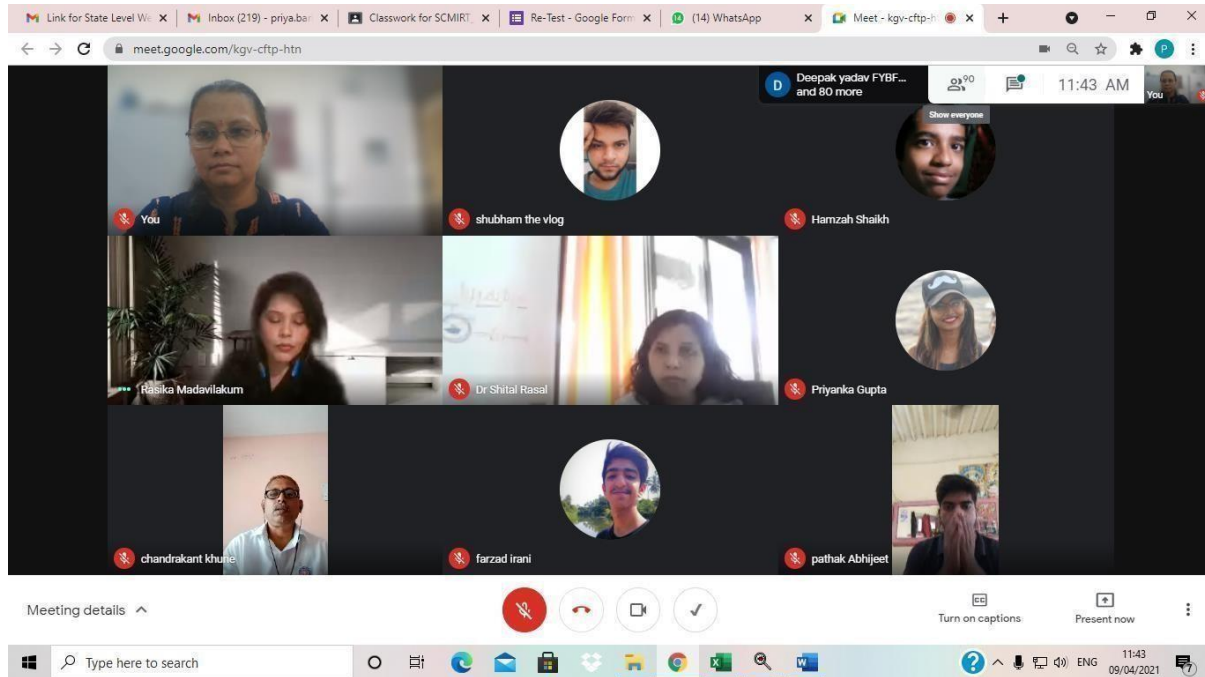 Link for State Level We
Inbox (219) - priya.bar
Classwork for SCMIRT_
Re-Test - Google Form
(14) WhatsApp
Meet - kgv-cftp-h
meet.google.com/kgv-cftp-htn
P
D
Deepak yadav FYBF...
and 80 more
90
11:43 AM
You
Show everyone
You
shubham the vlog
Hamzah Shaikh
Rasika Madavilakum
Dr Shital Rasal
Priyanka Gupta
chandrakant khune
farzad irani
pathak Abhijeet
Meeting details
CC
Turn on captions
Present now
Type here to search
ENG
11:43
09/04/2021
7